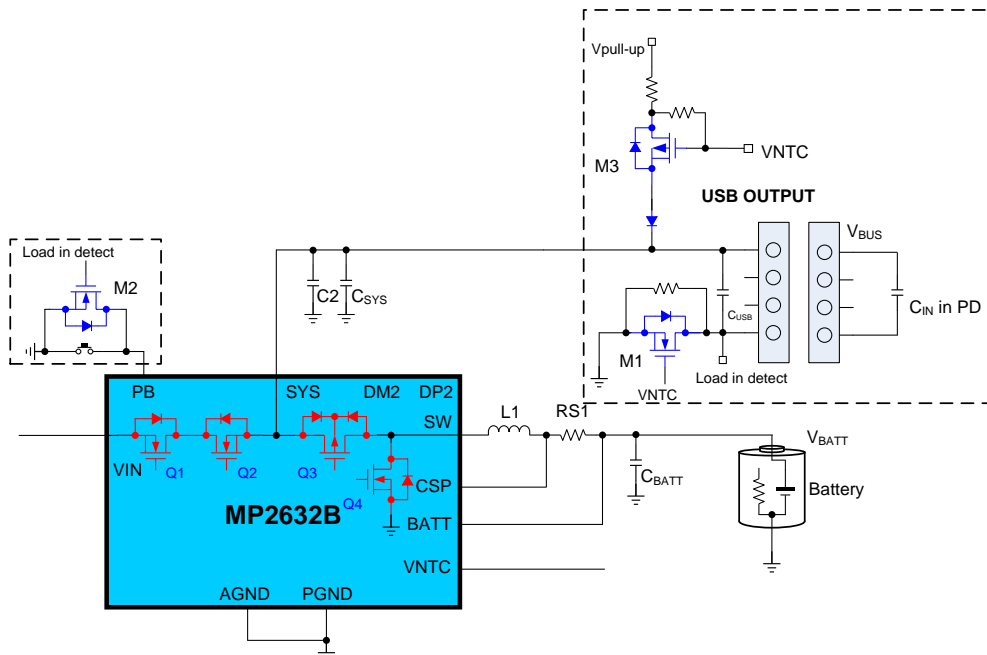 Vpull-up
M3
VNTC
USB OUTPUT
VBUS
Load in detect
M2
C2
CSYS
CUSB
CIN in PD
M1
VNTC
Load in detect
PB
SYS
DM2
DP2
SW
L1
RS1
VBATT
VIN
Q1
Q2
Q3
Q4
CSP
CBATT
Battery
MP2632B
BATT
VNTC
AGND
PGND